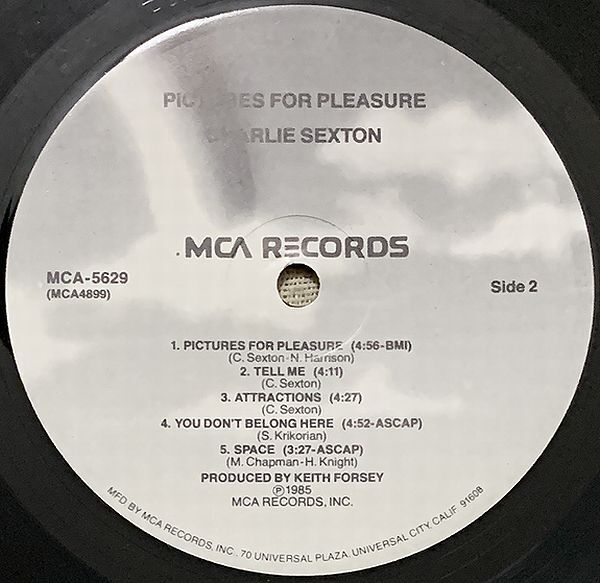 PICTURES FOR PLEASURE
CHARLIE SEXTON
MCA RECORDS
MCA-5629
(MCA4899)
Side 2
1. PICTURES FOR PLEASURE (4:56-BMI)
(C. Sexton-N. Harrison)
2. TELL ME (4:11)
(C. Sexton)
3. ATTRACTIONS (4:27)
(C. Sexton)
4. YOU DON'T BELONG HERE (4:52-ASCAP)
(S. Krikorian)
5. SPACE (3:27-ASCAP)
(M. Chapman-H. Knight)
PRODUCED BY KEITH FORSEY
℗1985
MCA RECORDS, INC.
MFD BY MCA RECORDS, INC., 70 UNIVERSAL PLAZA, UNIVERSAL CITY, CALIF. 91608